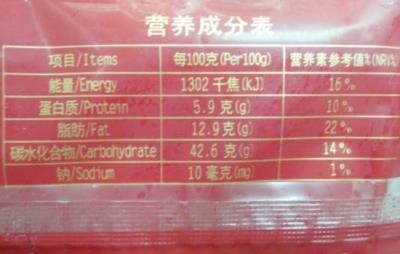 营养成分表
项目/Items 每100克(Per100g) 营养素参考值%(NRV%)
能量/Energy 1302 千焦(KJ) 16%
蛋白质/Protein 5.9 克(g) 10%
脂肪/Fat 12.9 克(g) 22%
碳水化合物/Carbohydrate 42.6 克(g) 14%
钠/Sodium 10 毫克(mg) 1%